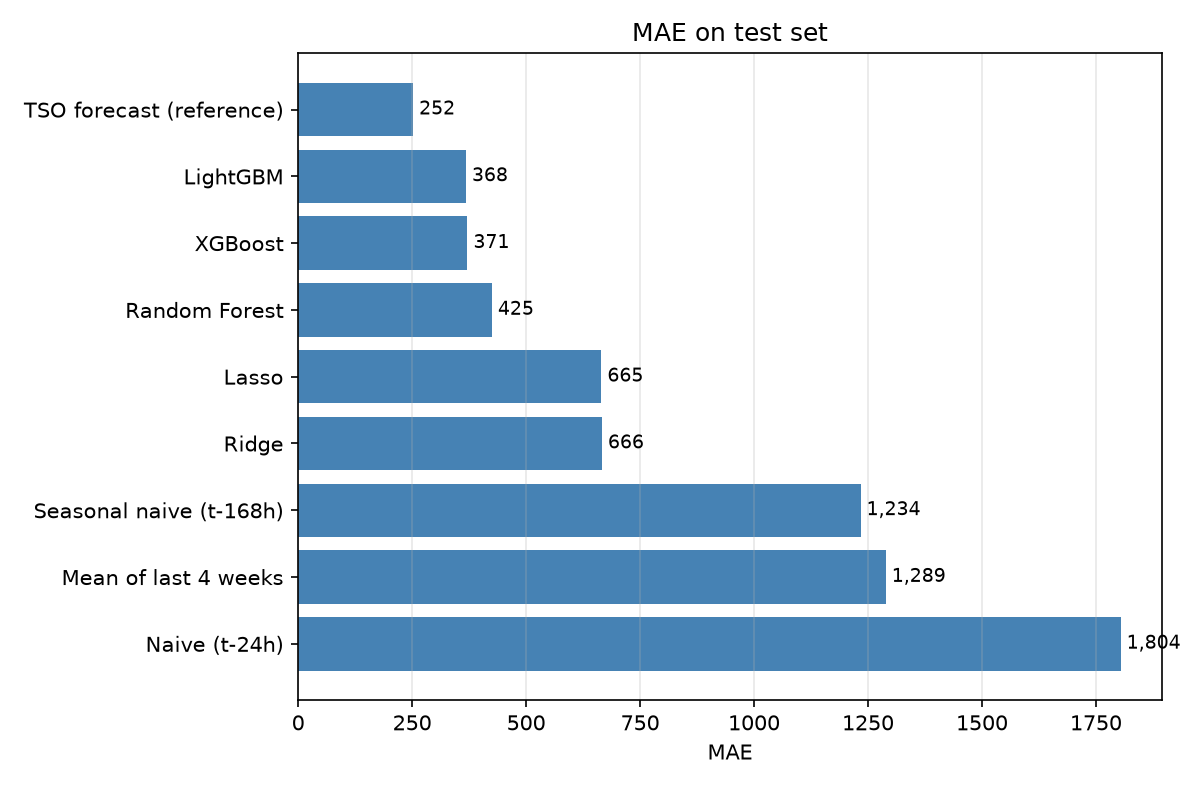 MAE on test set
TSO forecast (reference) 252
LightGBM 368
XGBoost 371
Random Forest 425
Lasso 665
Ridge 666
Seasonal naive (t-168h) 1,234
Mean of last 4 weeks 1,289
Naive (t-24h) 1,804
0 250 500 750 1000 1250 1500 1750
MAE